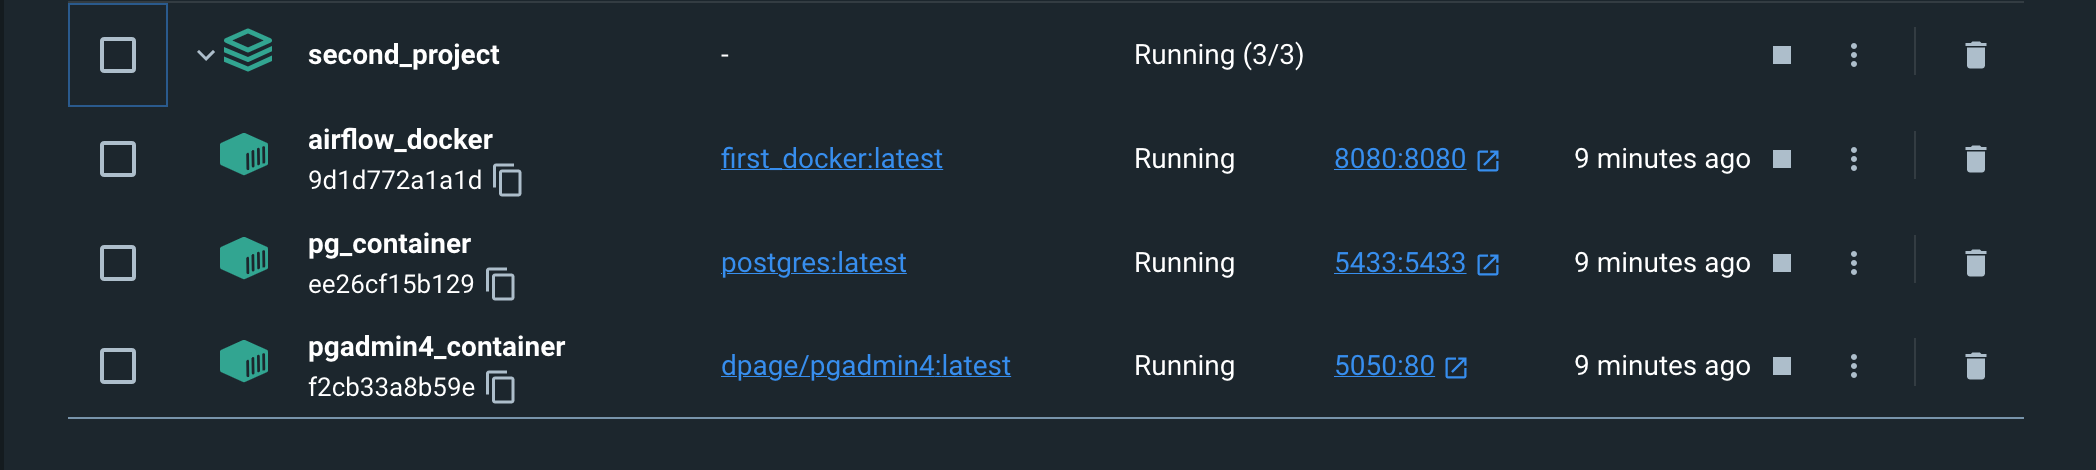 second_project - Running (3/3)
airflow_docker
9d1d772a1a1d first_docker:latest Running 8080:8080 9 minutes ago
pg_container
ee26cf15b129 postgres:latest Running 5433:5433 9 minutes ago
pgadmin4_container
f2cb33a8b59e dpage/pgadmin4:latest Running 5050:80 9 minutes ago